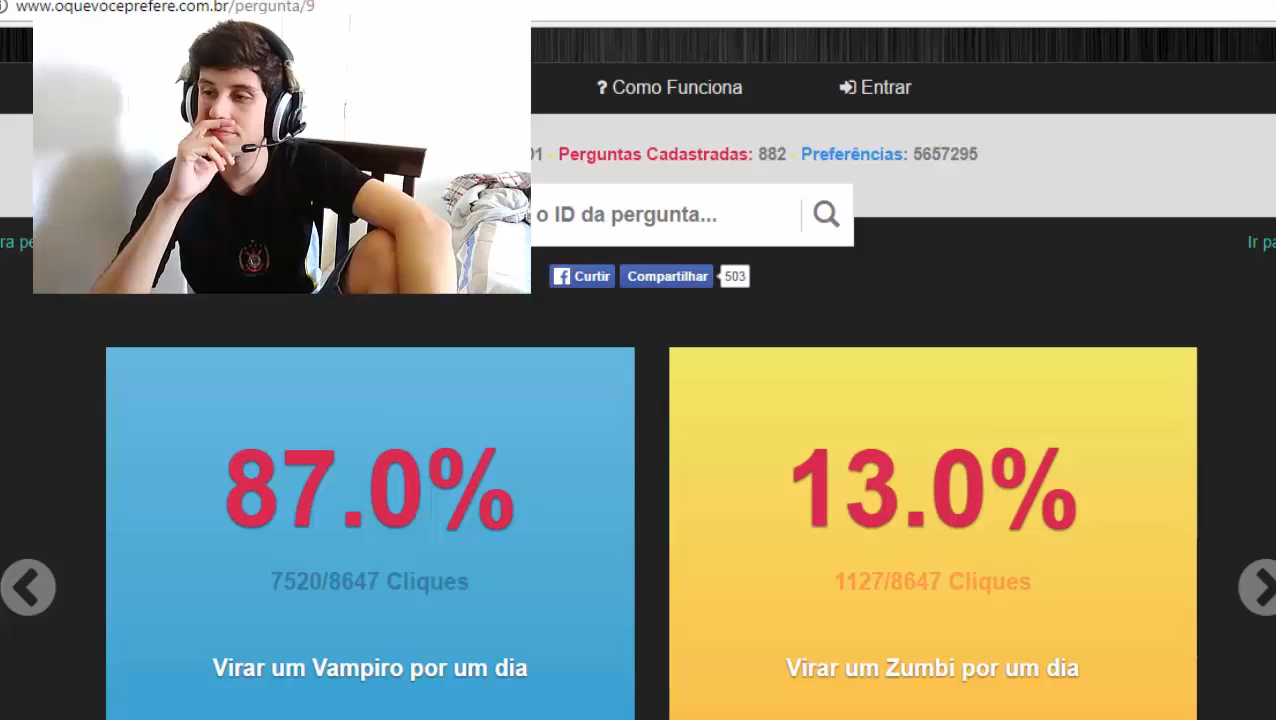 www.oquevoceprefere.com.br/pergunta/9
? Como Funciona
Entrar
Perguntas Cadastradas: 882 - Preferências: 5657295
o ID da pergunta...
Ir
Curtir
Compartilhar
503
87.0%
7520/8647 Cliques
Virar um Vampiro por um dia
13.0%
1127/8647 Cliques
Virar um Zumbi por um dia